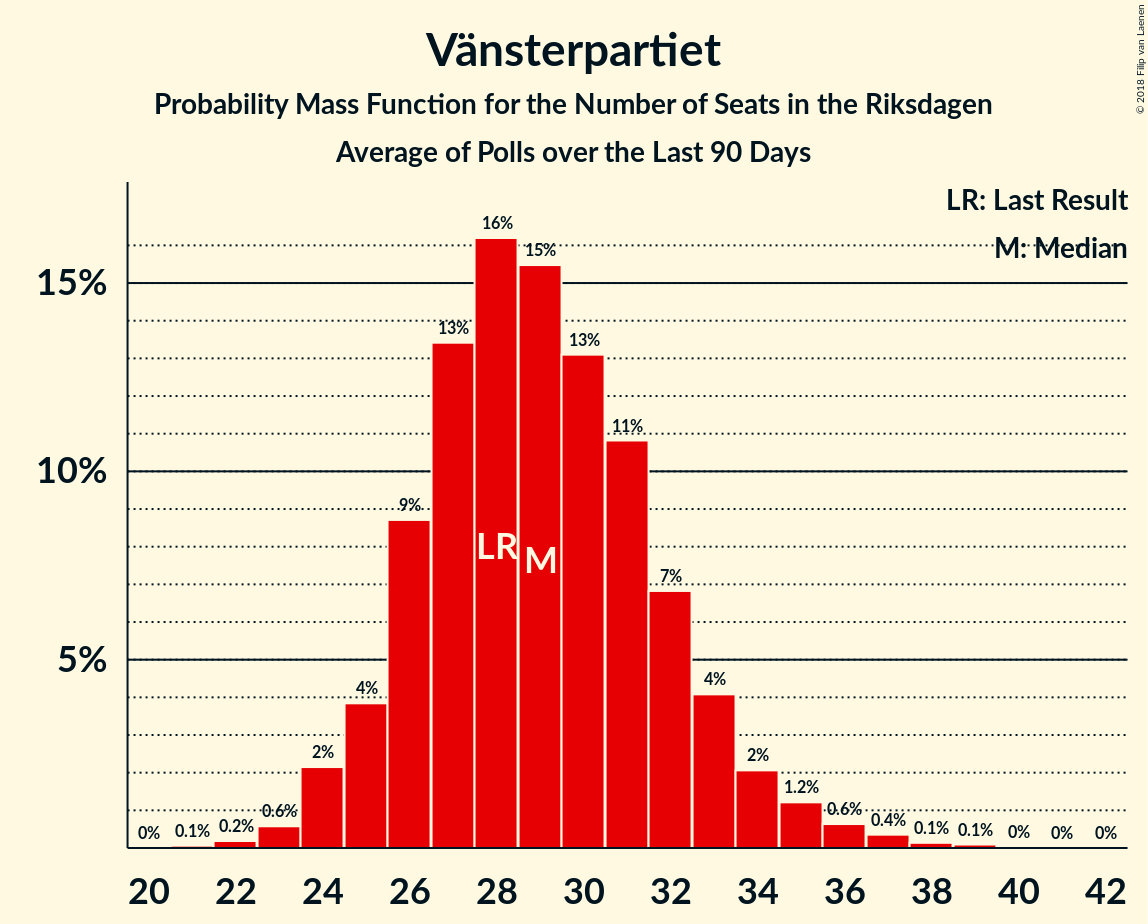 Vänsterpartiet
Probability Mass Function for the Number of Seats in the Riksdagen
Average of Polls over the Last 90 Days
© 2018 Filip van Laenen
LR: Last Result
M: Median
15%
10%
5%
0%
0.1%
0.2%
0.6%
2%
4%
9%
13%
16%
15%
13%
11%
7%
4%
2%
1.2%
0.6%
0.4%
0.1%
0.1%
0%
0%
0%
LR
M
20 22 24 26 28 30 32 34 36 38 40 42